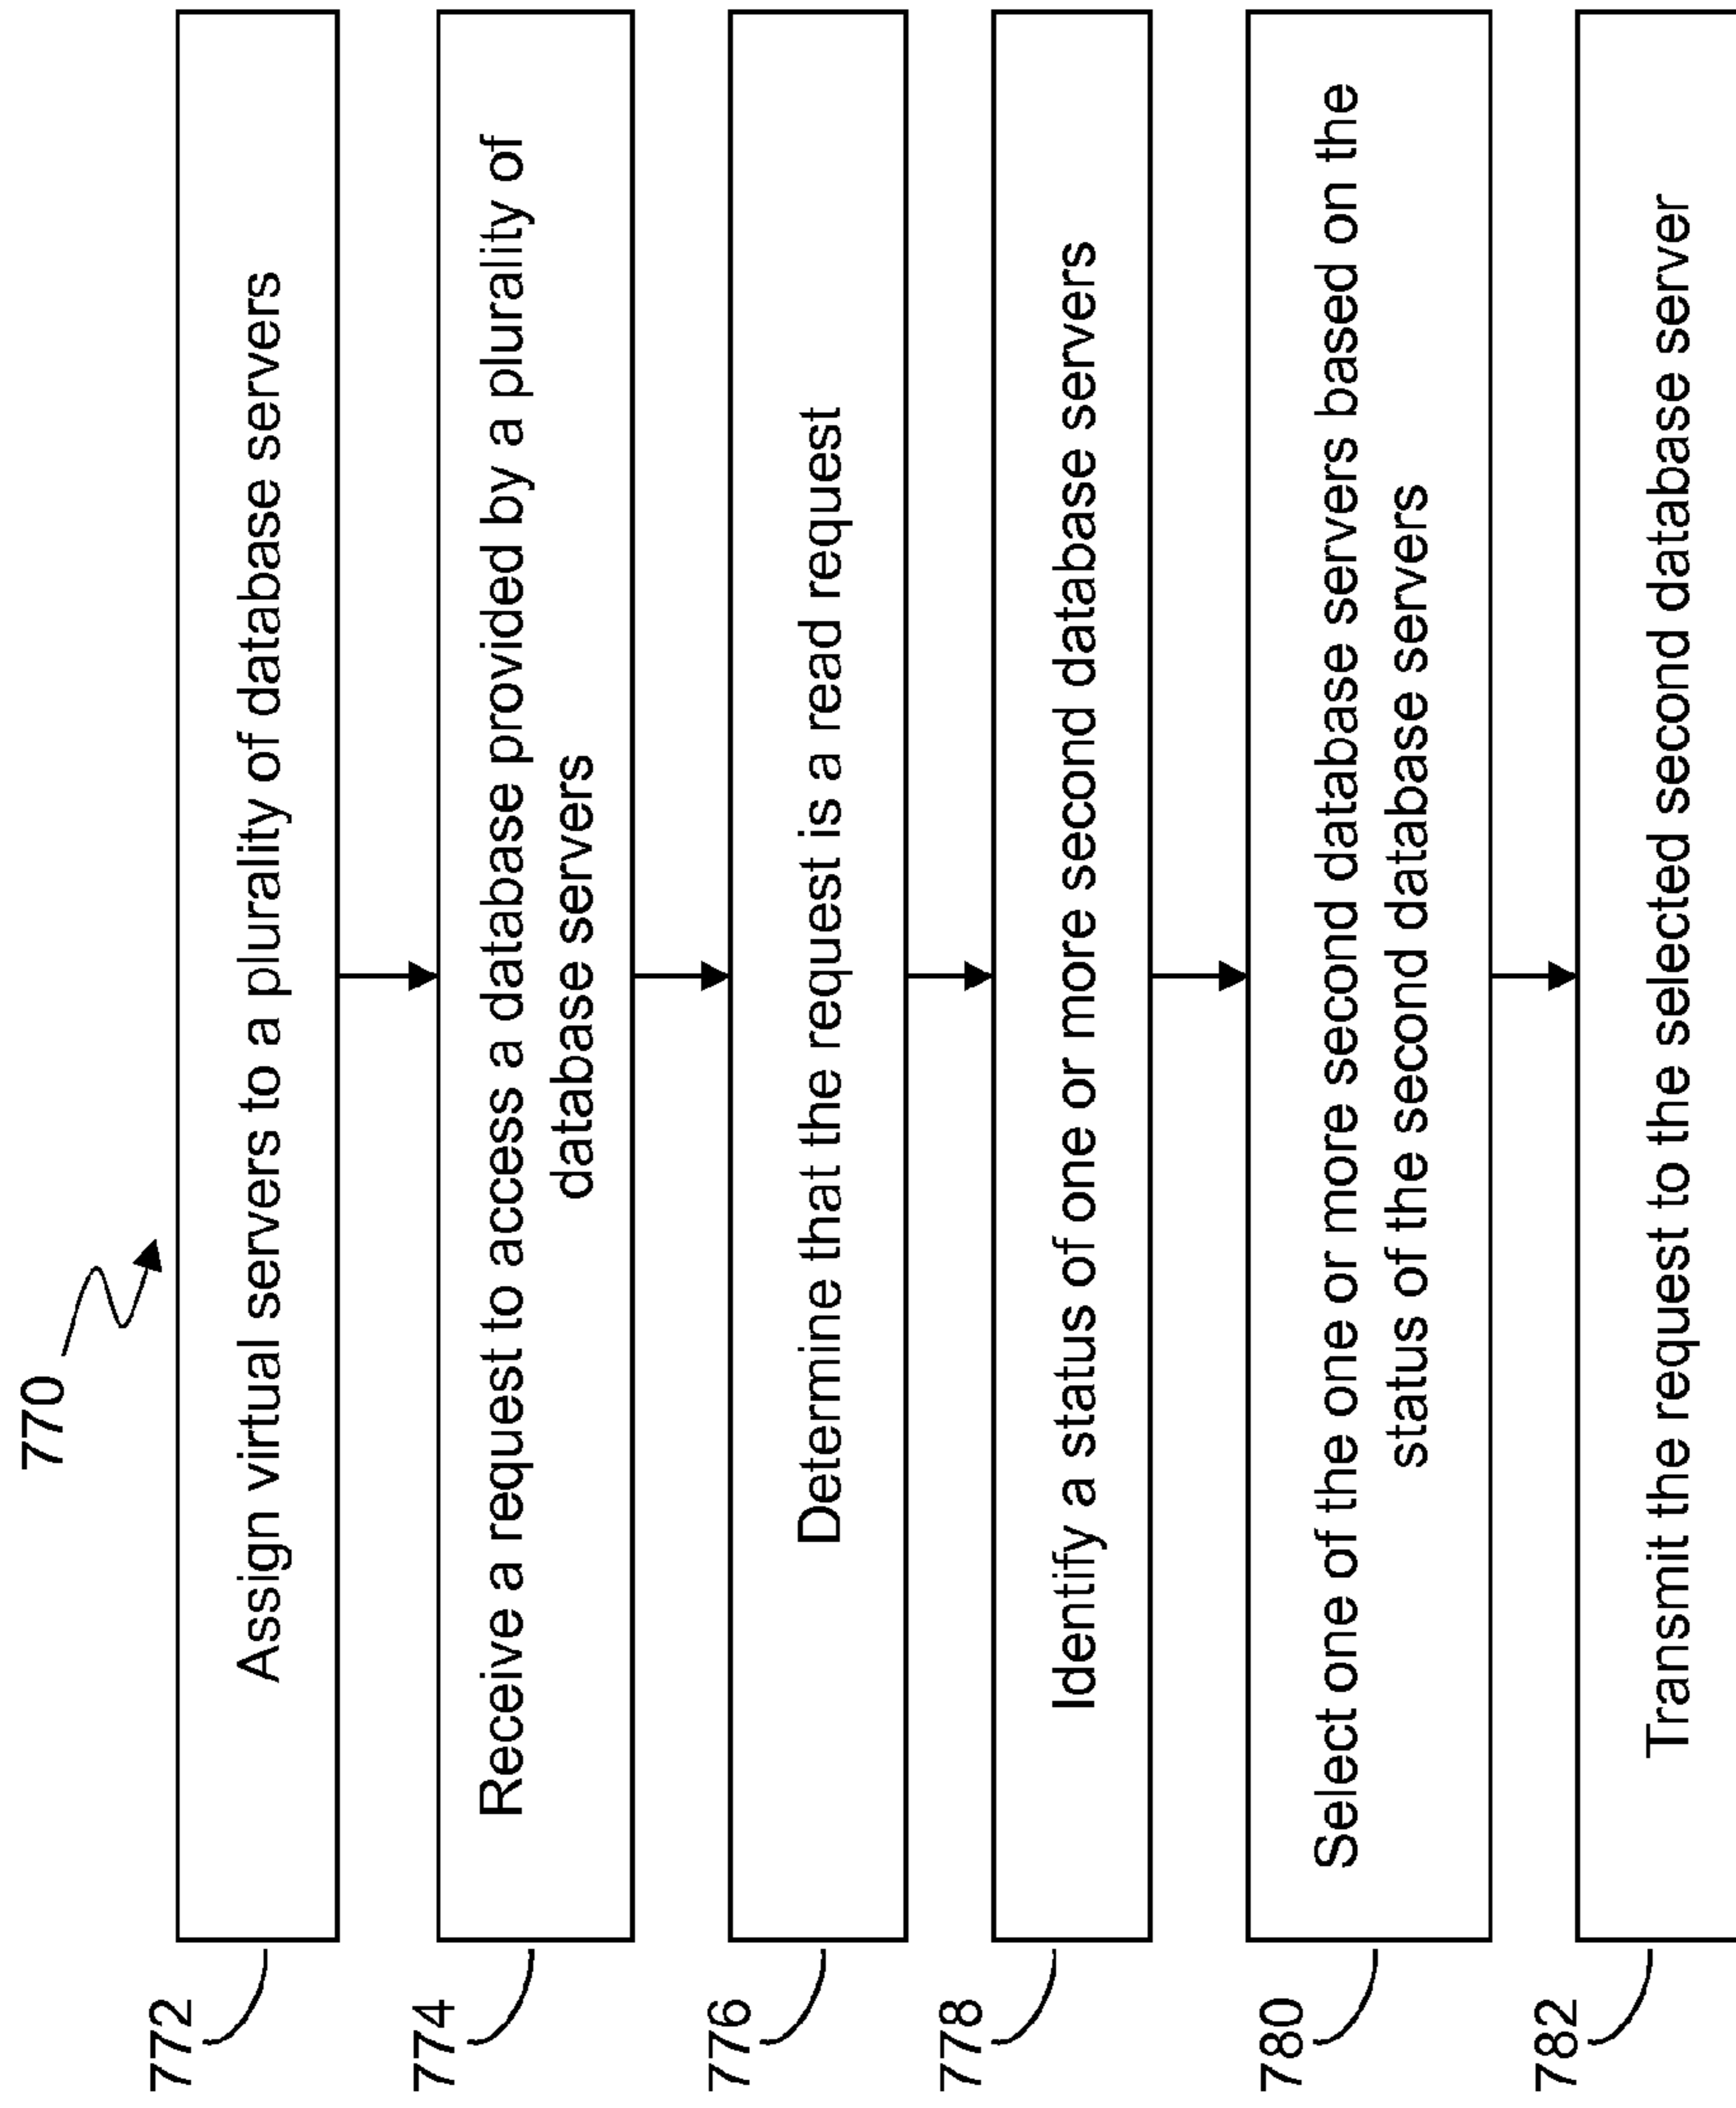 770
772
Assign virtual servers to a plurality of database servers
774
Receive a request to access a database provided by a plurality of
database servers
776
Determine that the request is a read request
778
Identify a status of one or more second database servers
780
Select one of the one or more second database servers based on the
status of the second database servers
782
Transmit the request to the selected second database server